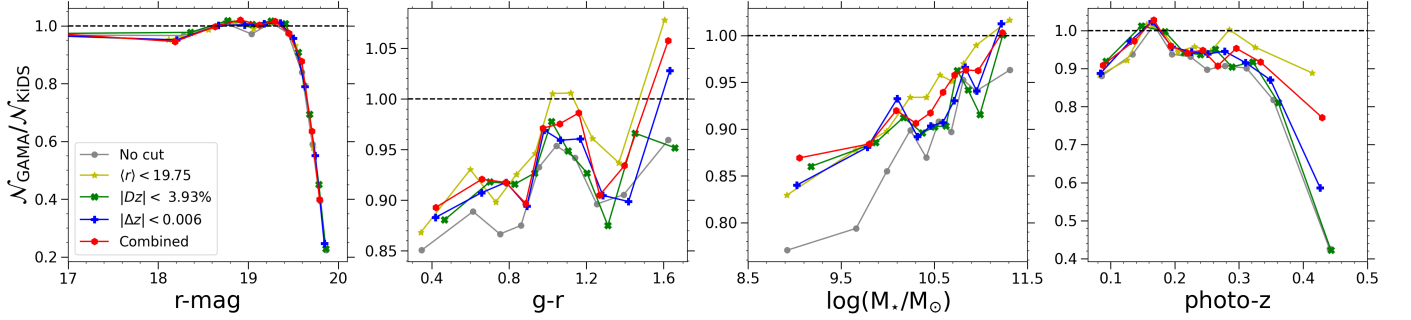 𝒩GAMA/𝒩KiDS
1.0
0.8
0.6
0.4
0.2
17 18 19 20
r-mag
No cut
⟨r⟩ < 19.75
|Dz| < 3.93%
|Δz| < 0.006
Combined
1.05
1.00
0.95
0.90
0.85
0.4 0.8 1.2 1.6
g-r
1.00
0.95
0.90
0.85
0.80
0.75
8.5 9.5 10.5 11.5
log(M⋆/M⊙)
1.0
0.9
0.8
0.7
0.6
0.5
0.4
0.1 0.2 0.3 0.4 0.5
photo-z